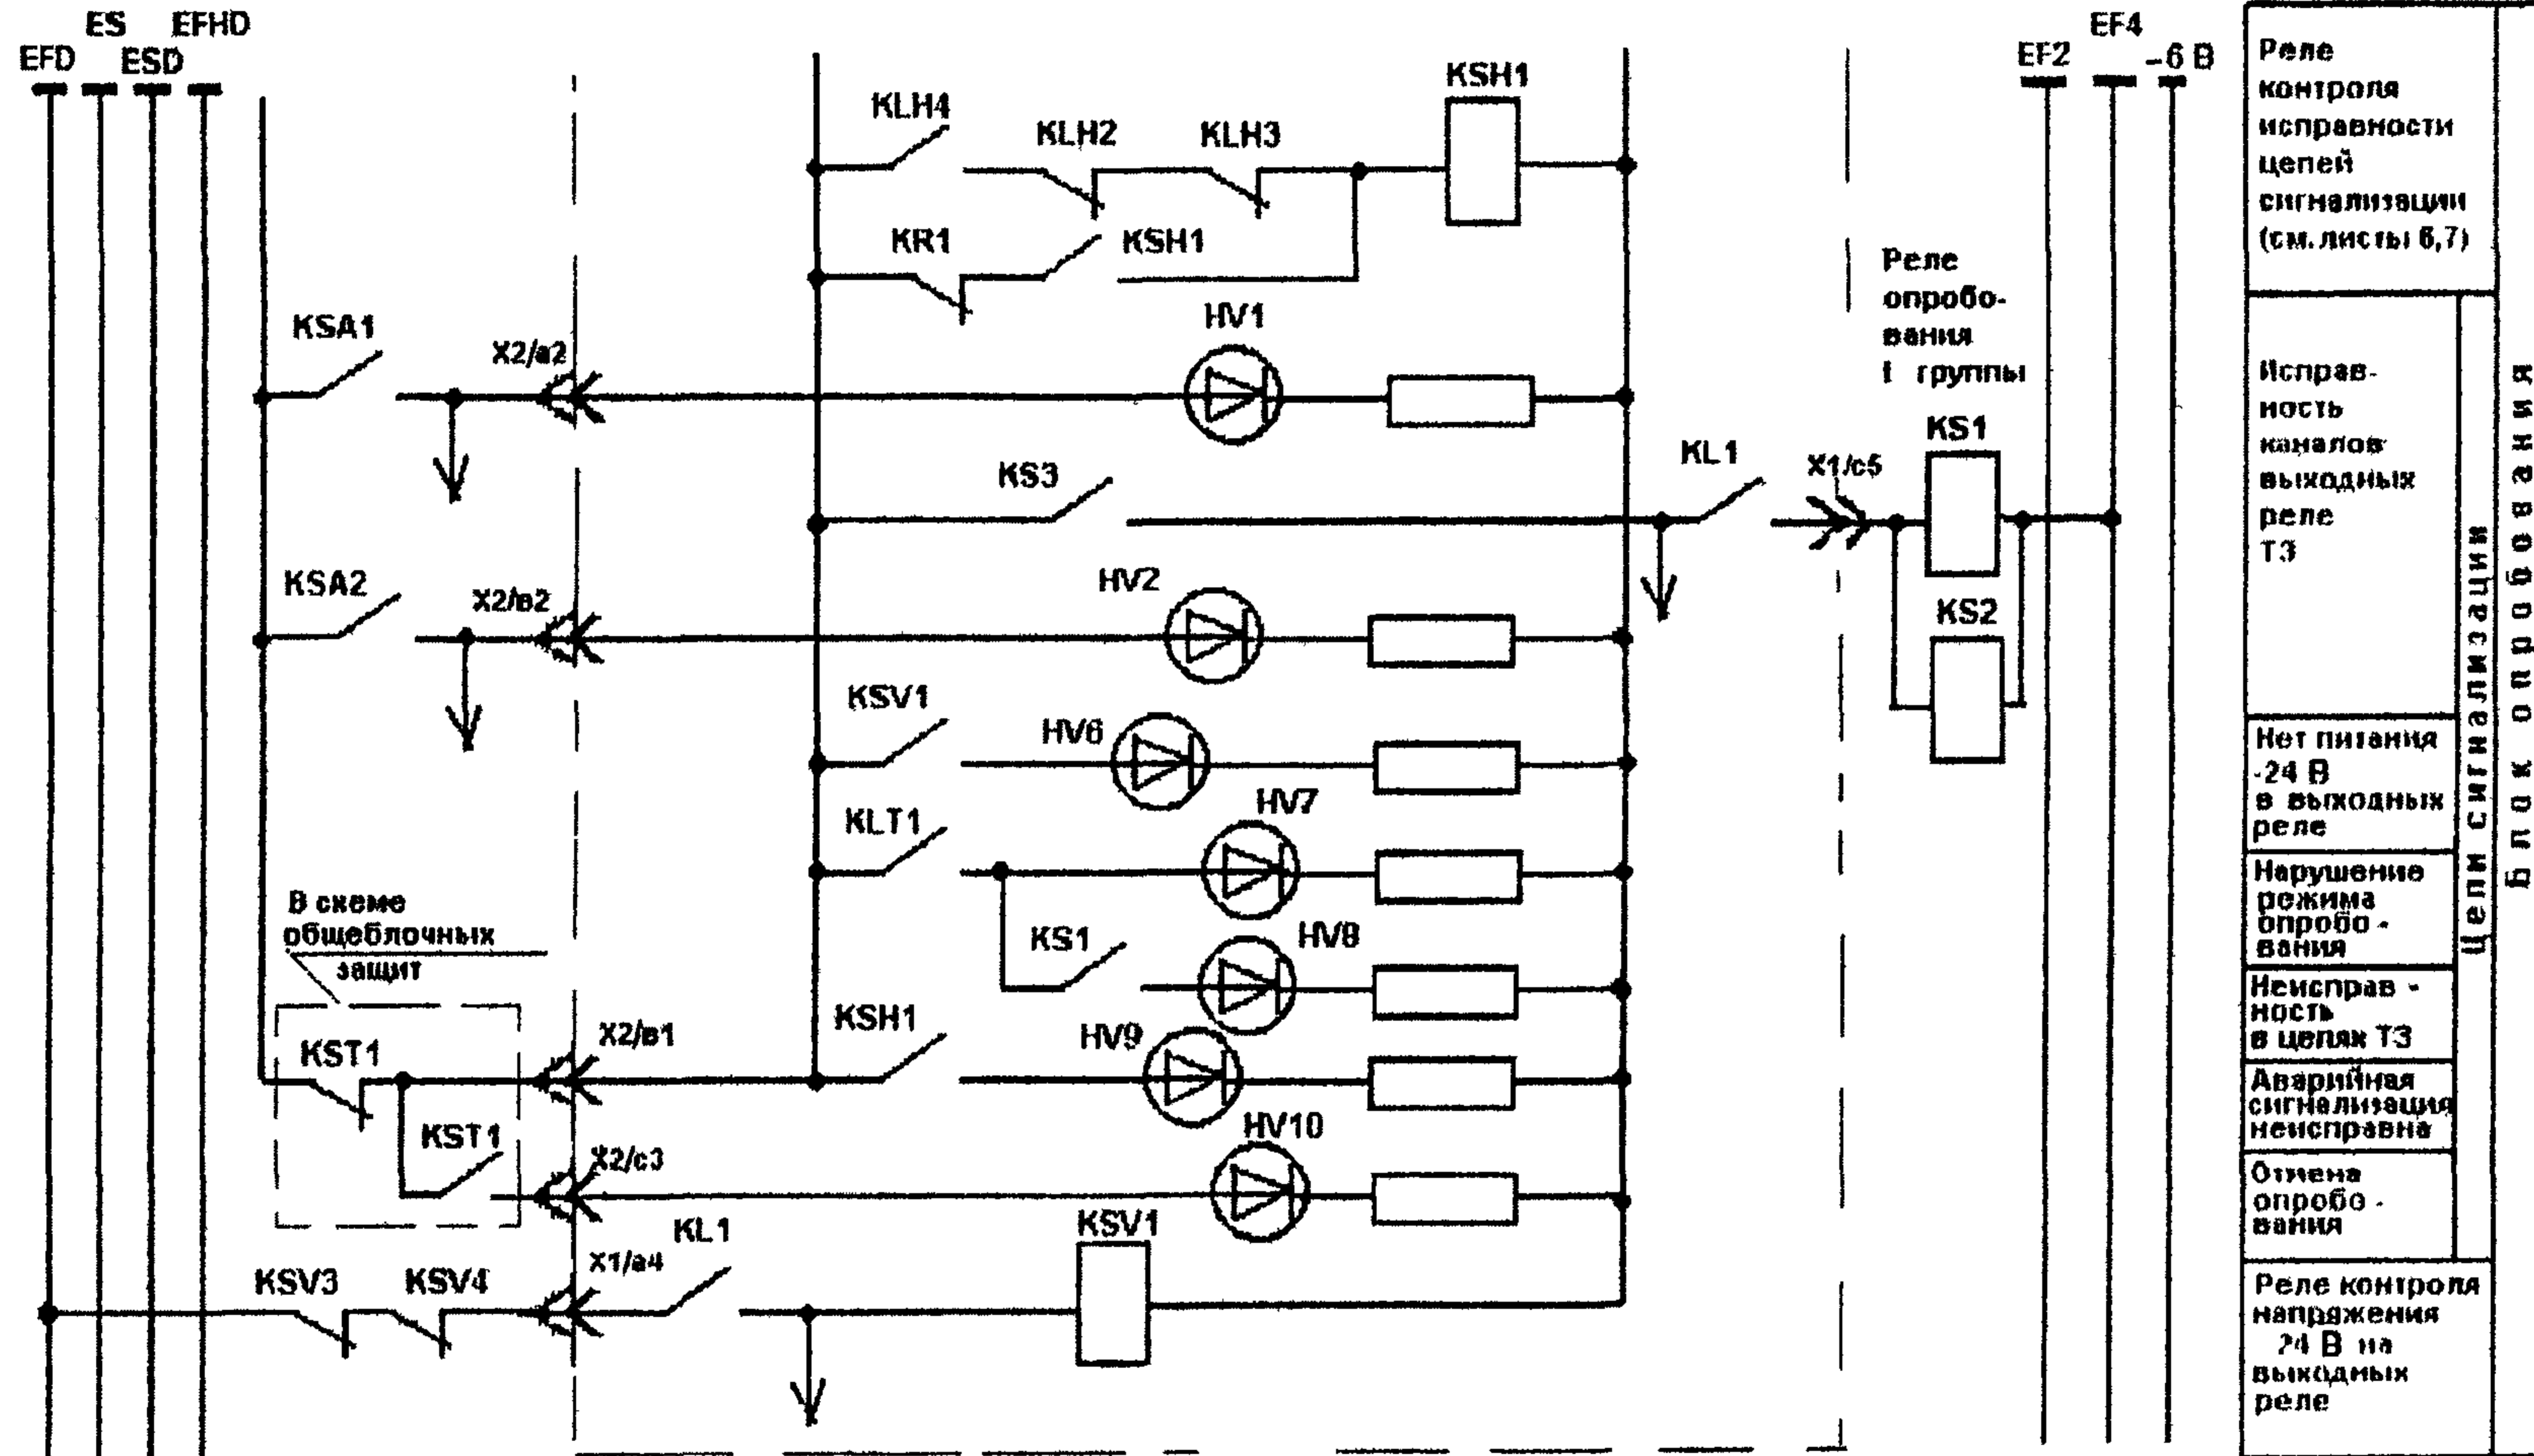 EFD
ES
ESD
EFHD
EF2
EF4
-6 В
KLH4
KLH2
KLH3
KSH1
KR1
KSH1
KSA1
X2/a2
HV1
Реле
опробо-
вания
I группы
KS3
KL1
X1/c5
KS1
KS2
KSA2
X2/в2
HV2
KSV1
HV6
KLT1
HV7
В схеме
общеблочных
защит
KS1
HV8
KST1
X2/в1
KSH1
HV9
KST1
X2/c3
HV10
KSV3
KSV4
X1/a4
KL1
KSV1
Реле
контроля
исправности
цепей
сигнализации
(см. листы 6,7)
Исправ-
ность
каналов
выходных
реле
ТЗ
Нет питания
-24 В
в выходных
реле
Нарушение
режима
опробо-
вания
Неисправ-
ность
в цепях ТЗ
Аварийная
сигнализация
неисправна
Отмена
опробо-
вания
Реле контроля
напряжения
24 В на
выходных
реле
Цепи сигнализации
Блок опробования